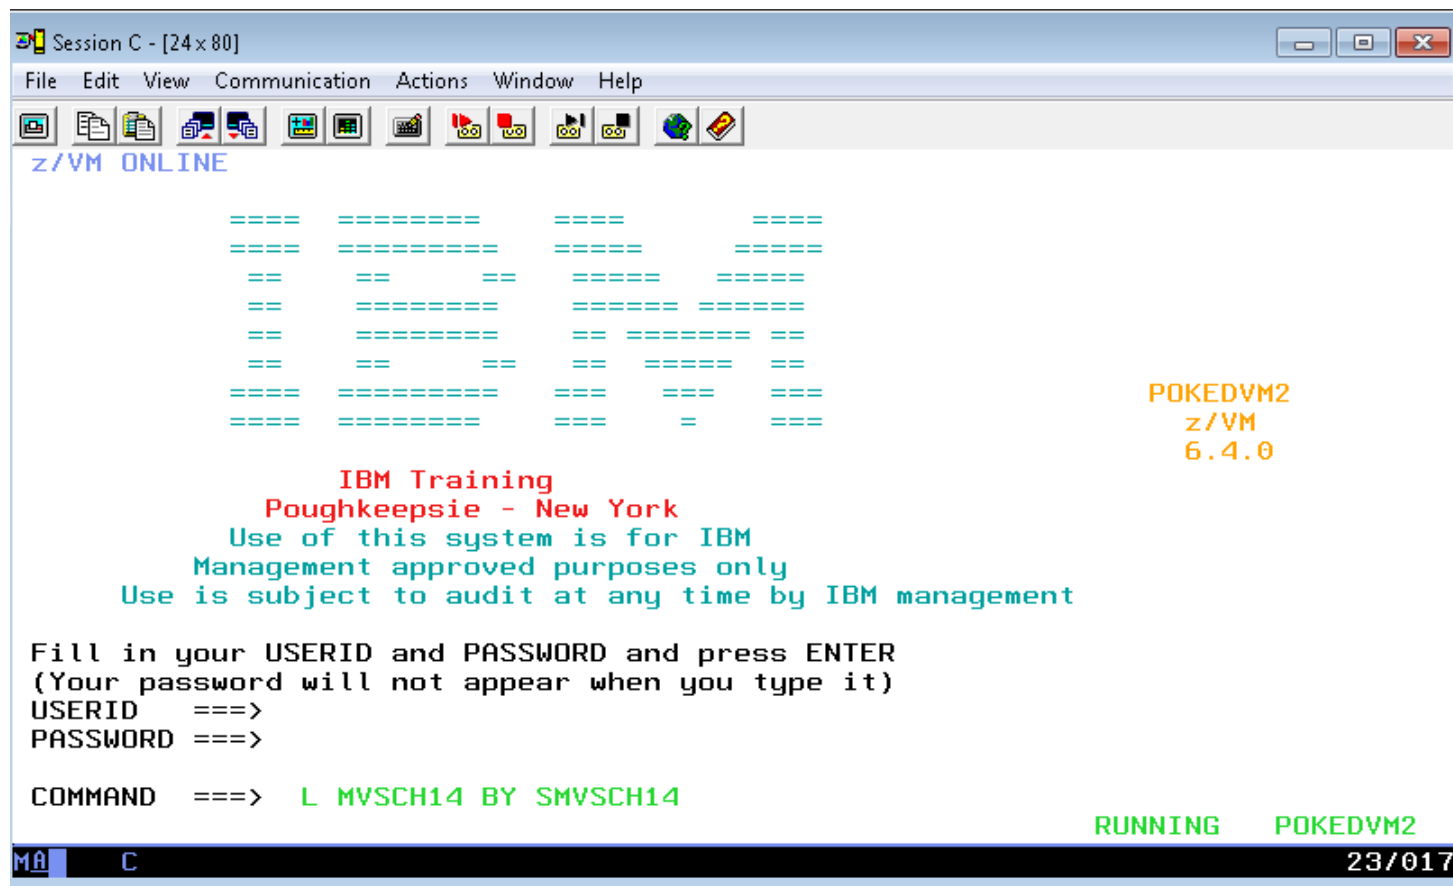 Session C - [24 x 80]
File Edit View Communication Actions Window Help
z/VM ONLINE
==== ======== ==== ====
==== ========= ===== =====
== == == ===== =====
== ======== ====== ======
== ======== == ======= ==
== == == == ===== ==
==== ========= === === ===
==== ======== === = ===
POKEDVM2
z/VM
6.4.0
IBM Training
Poughkeepsie - New York
Use of this system is for IBM
Management approved purposes only
Use is subject to audit at any time by IBM management
Fill in your USERID and PASSWORD and press ENTER
(Your password will not appear when you type it)
USERID ===>
PASSWORD ===>
COMMAND ===> L MVSCH14 BY SMVSCH14
RUNNING POKEDVM2
MA C 23/017